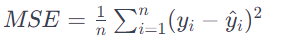 MSE = \frac{1}{n} \sum_{i=1}^{n} (y_i - \hat{y}_i)^2